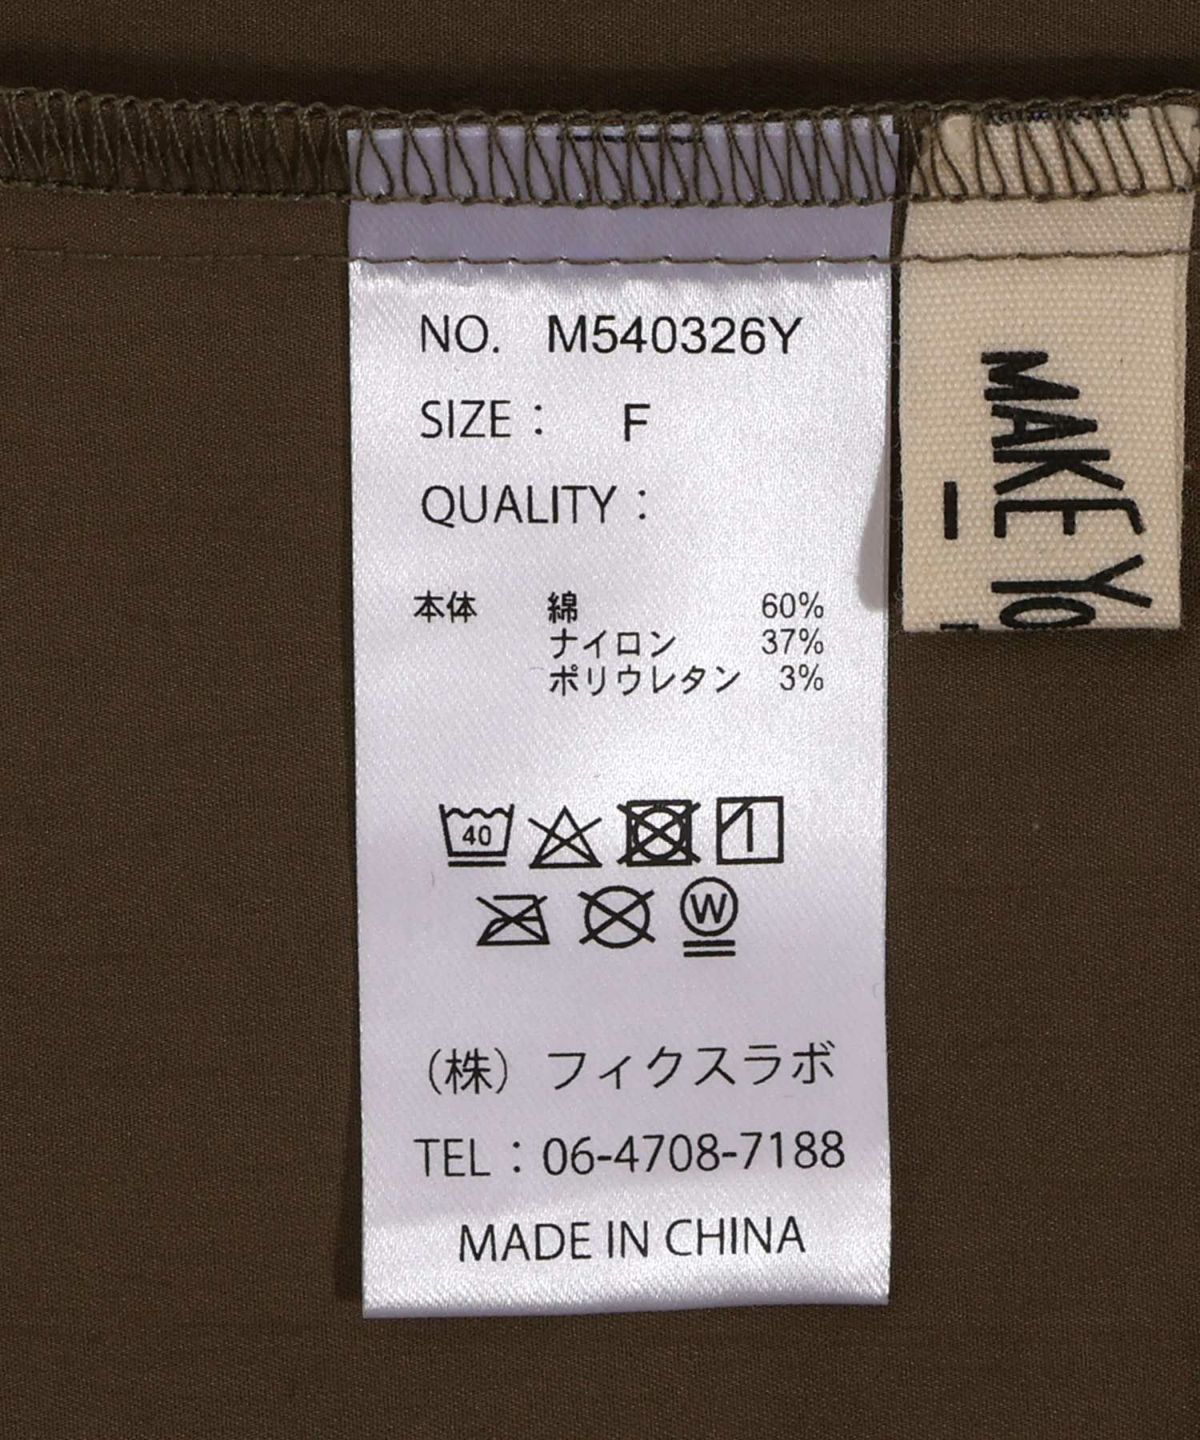 NO. M540326Y
SIZE： F
QUALITY：
本体 綿 60%
ナイロン 37%
ポリウレタン 3%
40
W
（株）フィクスラボ
TEL：06-4708-7188
MADE IN CHINA
MAKE